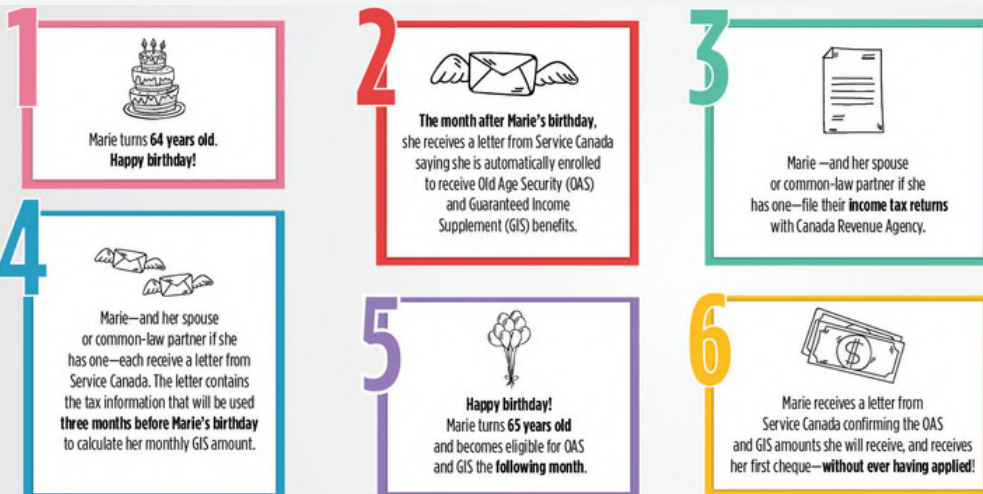 1
Marie turns 64 years old.
Happy birthday!
2
The month after Marie's birthday,
she receives a letter from Service Canada
saying she is automatically enrolled
to receive Old Age Security (OAS)
and Guaranteed Income
Supplement (GIS) benefits.
3
Marie —and her spouse
or common-law partner if she
has one—file their income tax returns
with Canada Revenue Agency.
4
Marie—and her spouse
or common-law partner if she
has one—each receive a letter from
Service Canada. The letter contains
the tax information that will be used
three months before Marie's birthday
to calculate her monthly GIS amount.
5
Happy birthday!
Marie turns 65 years old
and becomes eligible for OAS
and GIS the following month.
6
$
Marie receives a letter from
Service Canada confirming the OAS
and GIS amounts she will receive, and receives
her first cheque—without ever having applied!